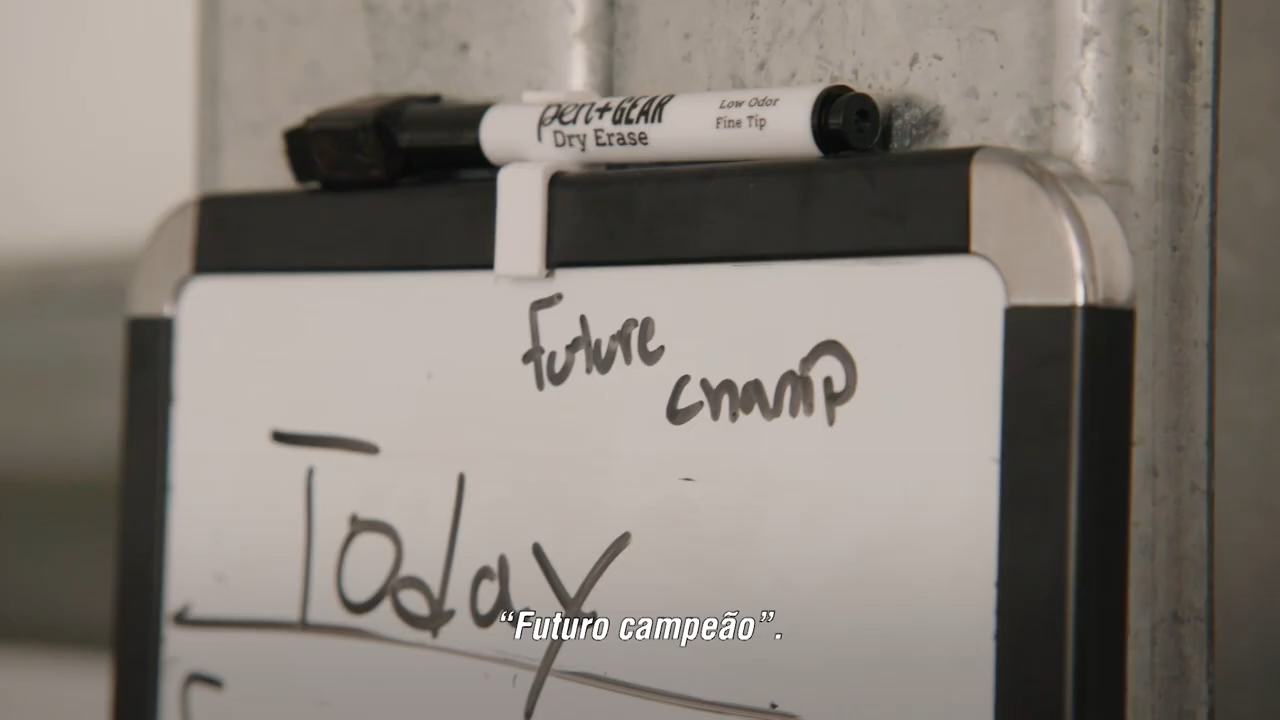 pen+GEAR
Dry Erase
Low Odor
Fine Tip
Future
champ
Today
“Futuro campeão”.